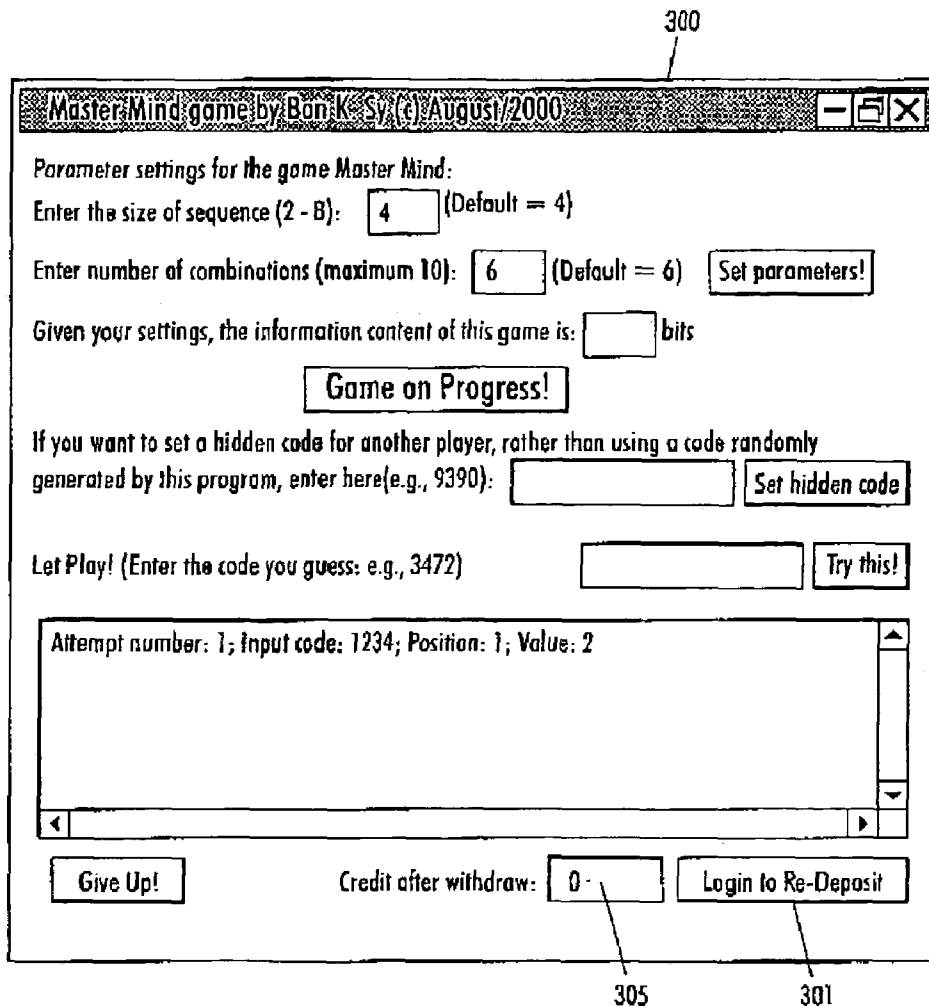 300
Master Mind game by Bon K. Sy (c) August/2000
Parameter settings for the game Master Mind:
Enter the size of sequence (2 - 8): 4 (Default = 4)
Enter number of combinations (maximum 10): 6 (Default = 6) Set parameters!
Given your settings, the information content of this game is: bits
Game on Progress!
If you want to set a hidden code for another player, rather than using a code randomly
generated by this program, enter here(e.g., 9390): Set hidden code
Let Play! (Enter the code you guess: e.g., 3472) Try this!
Attempt number: 1; Input code: 1234; Position: 1; Value: 2
Give Up! Credit after withdraw: 0 Login to Re-Deposit
305 301